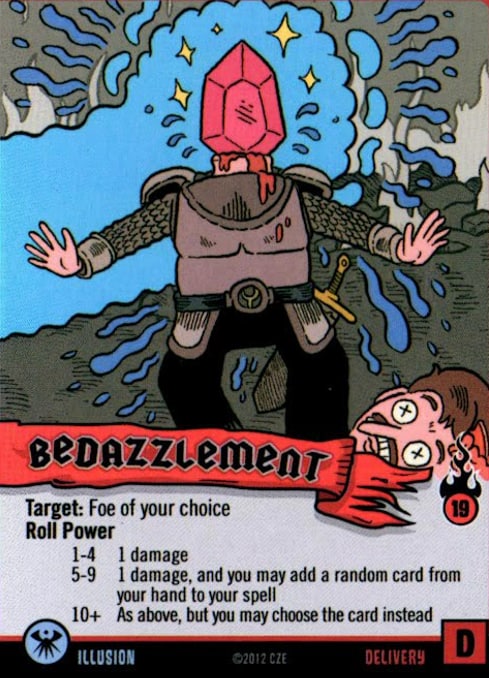 Bedazzlement
19
Target: Foe of your choice
Roll Power
1-4 1 damage
5-9 1 damage, and you may add a random card from
your hand to your spell
10+ As above, but you may choose the card instead
ILLUSION ©2012 CZE DELIVERY D